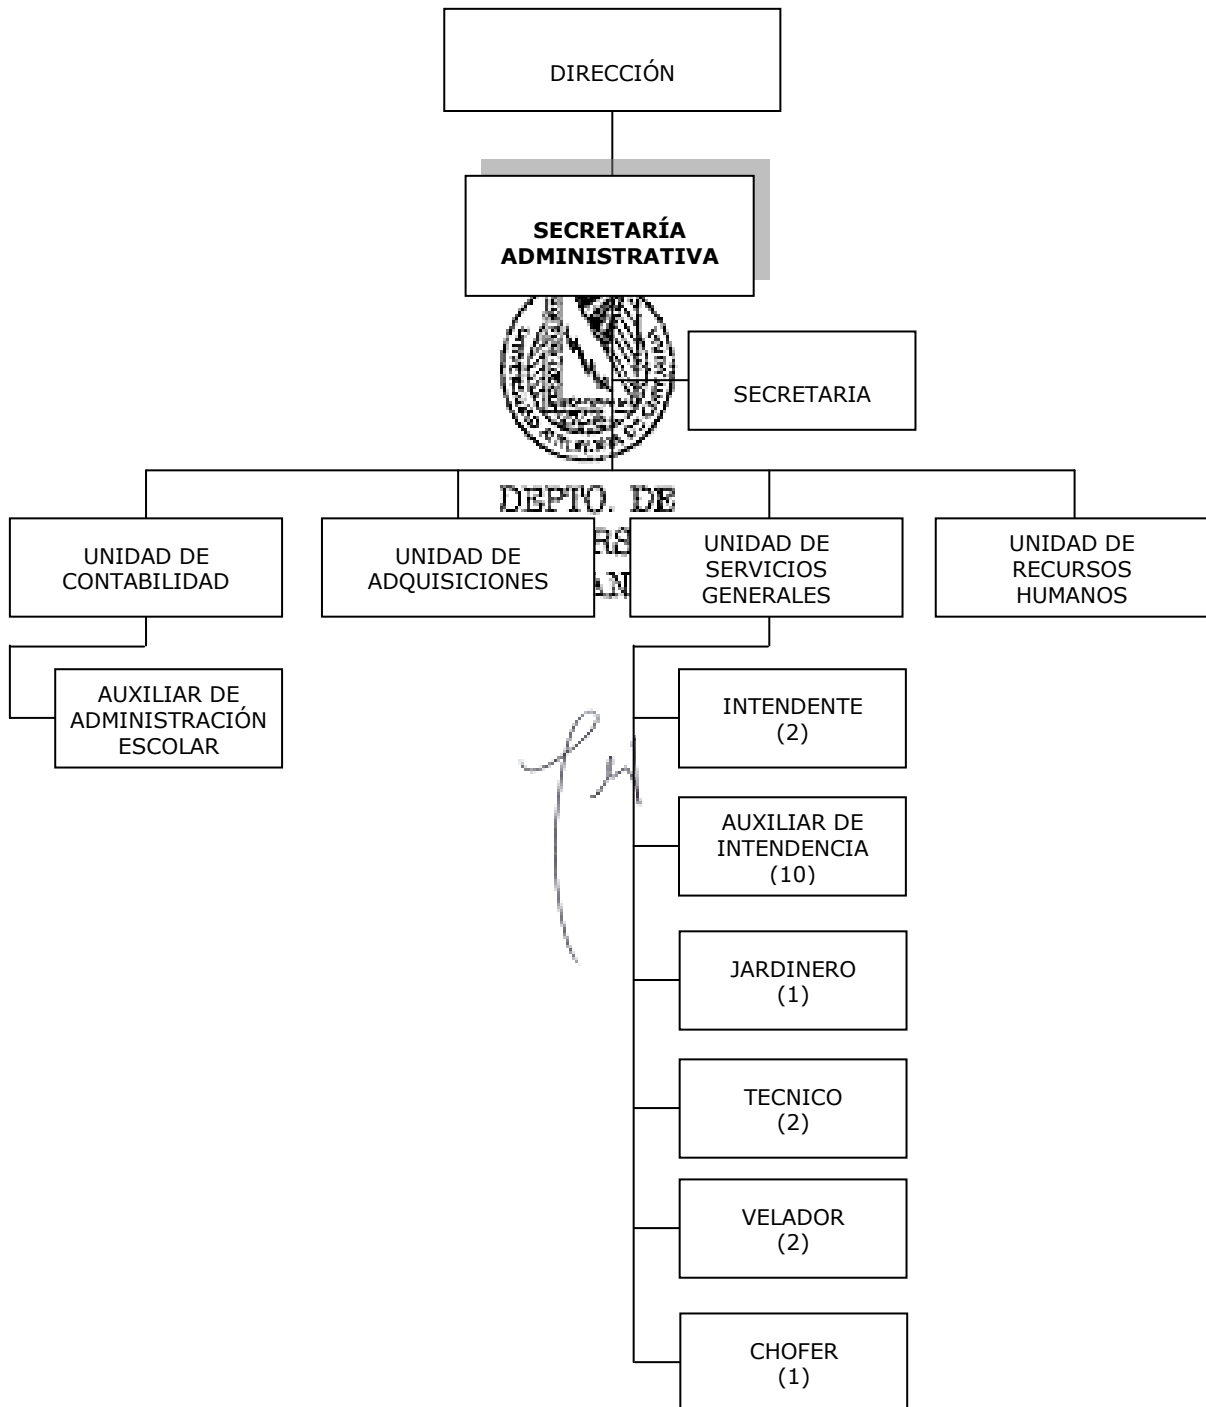 DIRECCIÓN
SECRETARÍA
ADMINISTRATIVA
SECRETARIA
DEPTO. DE
UNIDAD DE
CONTABILIDAD
UNIDAD DE
ADQUISICIONES
UNIDAD DE
SERVICIOS
GENERALES
UNIDAD DE
RECURSOS
HUMANOS
AUXILIAR DE
ADMINISTRACIÓN
ESCOLAR
INTENDENTE
(2)
AUXILIAR DE
INTENDENCIA
(10)
JARDINERO
(1)
TECNICO
(2)
VELADOR
(2)
CHOFER
(1)